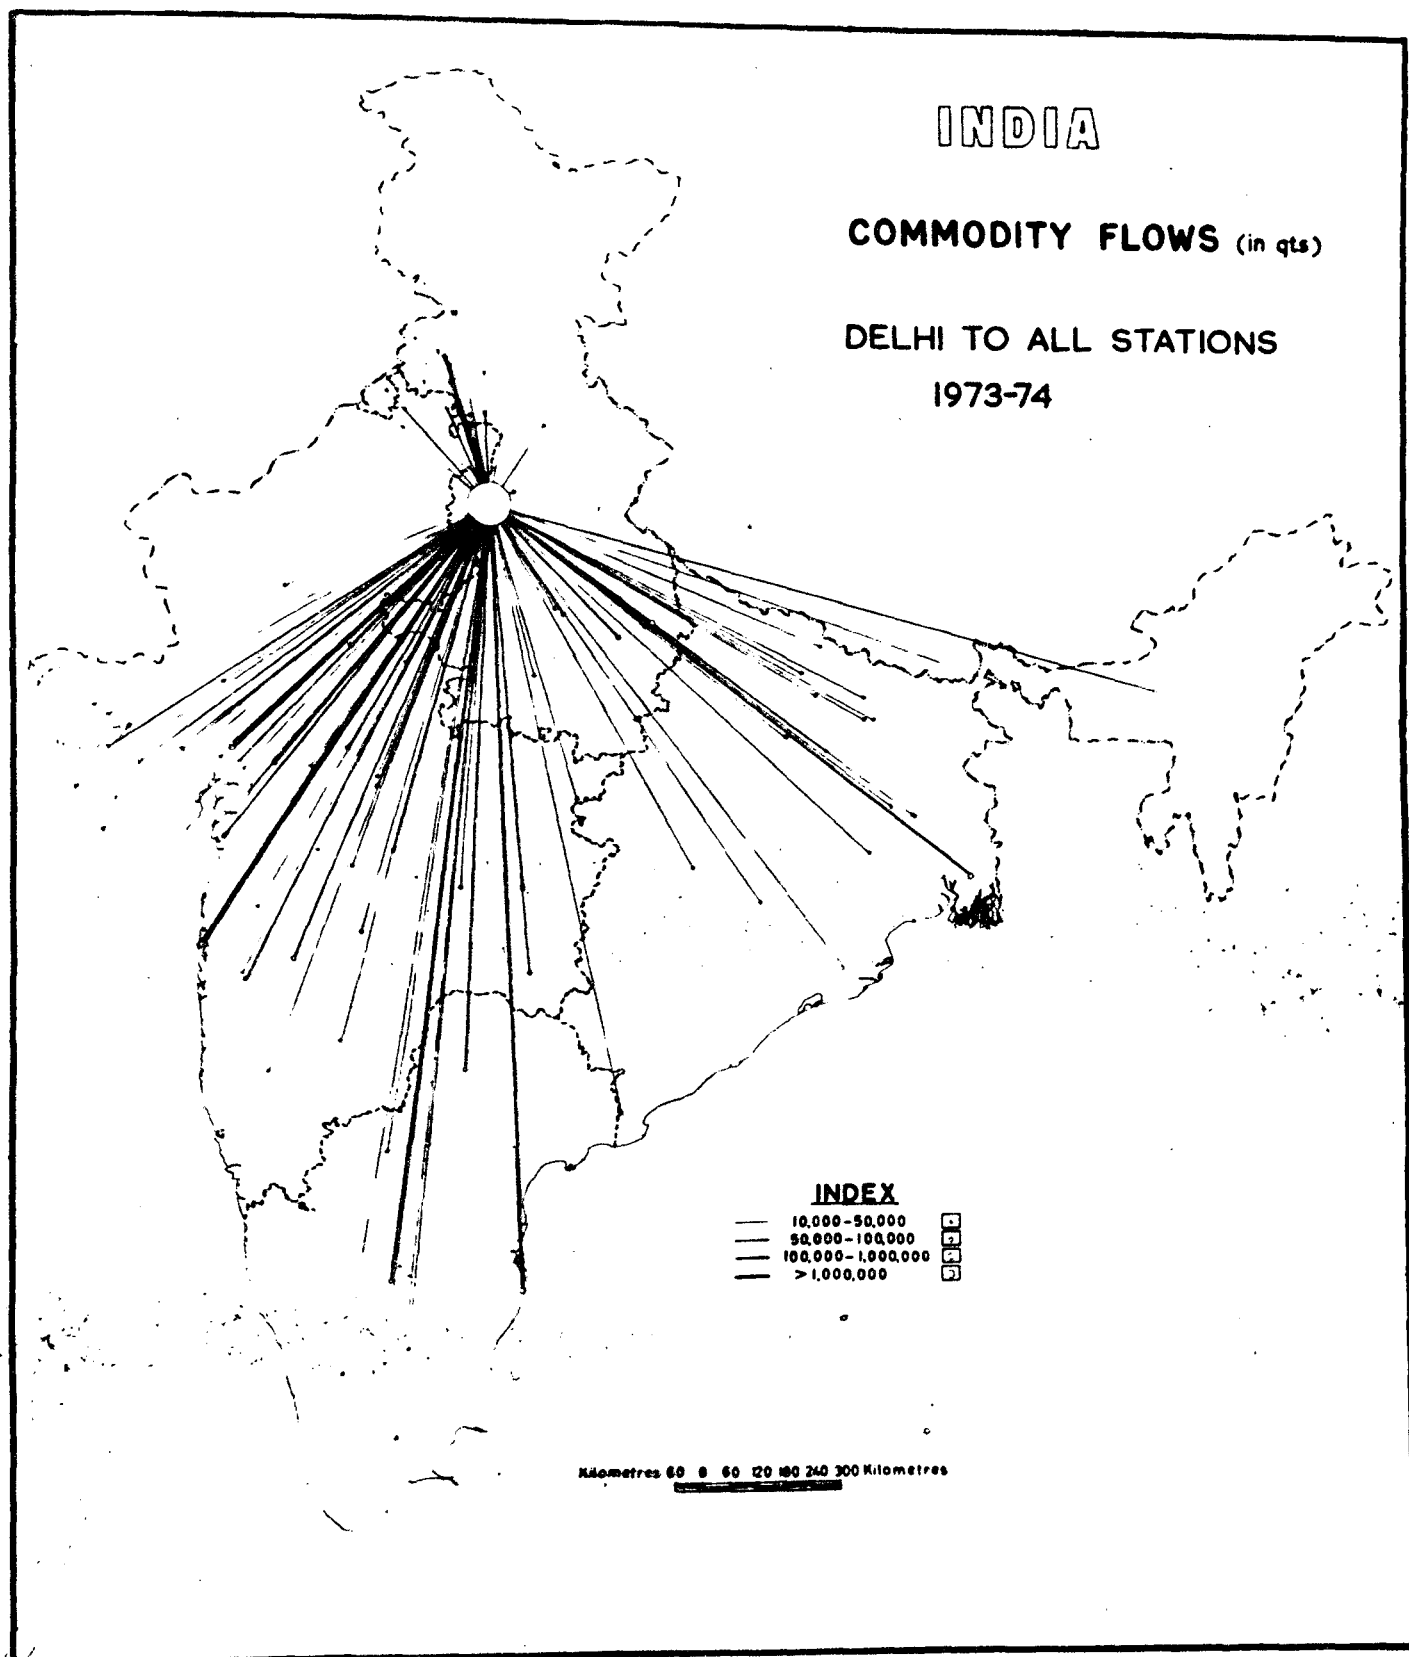 INDIA
COMMODITY FLOWS (in qts)
DELHI TO ALL STATIONS
1973-74
INDEX
10,000-50,000
50,000-100,000
100,000-1,000,000
>1,000,000
Kilometres 60 0 60 120 180 240 300 Kilometres